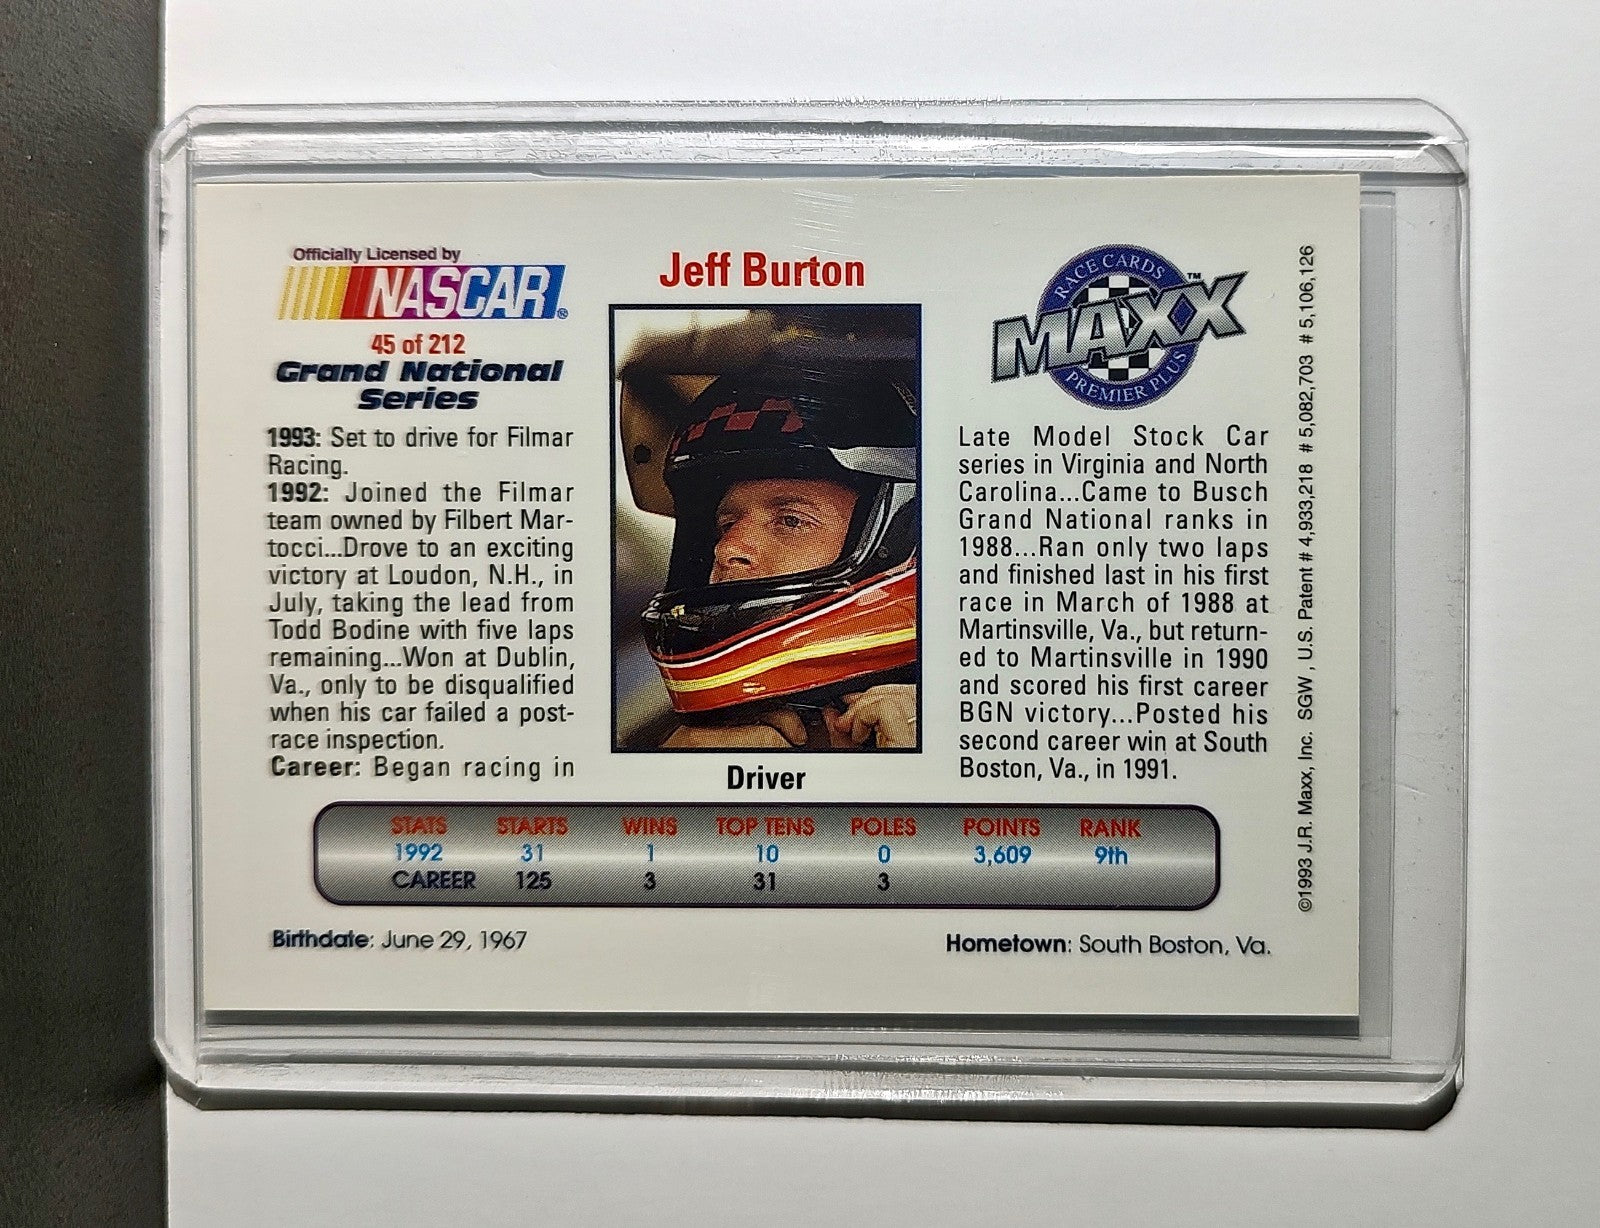 Officially Licensed by
NASCAR®
45 of 212
Grand National
Series
1993: Set to drive for Filmar
Racing.
1992: Joined the Filmar
team owned by Filbert Mar-
tocci...Drove to an exciting
victory at Loudon, N.H., in
July, taking the lead from
Todd Bodine with five laps
remaining...Won at Dublin,
Va., only to be disqualified
when his car failed a post-
race inspection.
Career: Began racing in
Jeff Burton
Driver
RACE CARDS
MAXX™
PREMIER PLUS
Late Model Stock Car
series in Virginia and North
Carolina...Came to Busch
Grand National ranks in
1988...Ran only two laps
and finished last in his first
race in March of 1988 at
Martinsville, Va., but return-
ed to Martinsville in 1990
and scored his first career
BGN victory...Posted his
second career win at South
Boston, Va., in 1991.
STATS STARTS WINS TOP TENS POLES POINTS RANK
1992 31 1 10 0 3,609 9th
CAREER 125 3 31 3
Birthdate: June 29, 1967
Hometown: South Boston, Va.
©1993 J.R. Maxx, Inc. SGW, U.S. Patent # 4,933,218 # 5,082,703 # 5,106,126